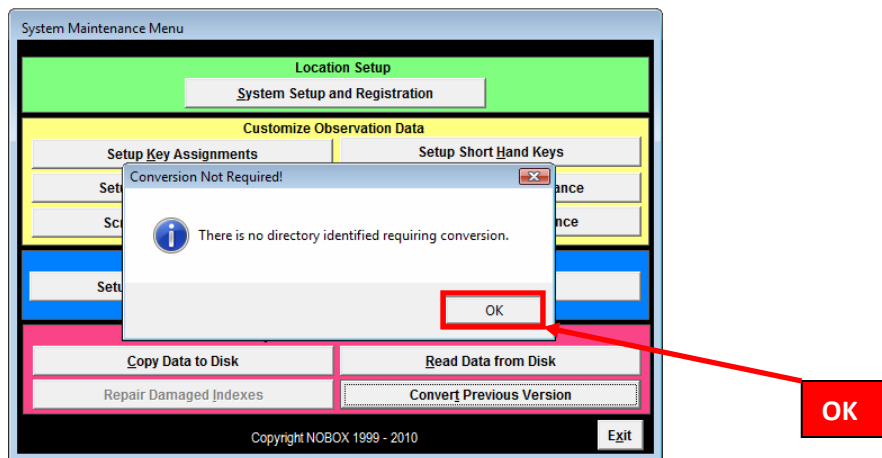 System Maintenance Menu
Location Setup
System Setup and Registration
Customize Observation Data
Setup Key Assignments
Setup Short Hand Keys
Conversion Not Required!
There is no directory identified requiring conversion.
OK
Copy Data to Disk
Read Data from Disk
Repair Damaged Indexes
Convert Previous Version
OK
Copyright NOBOX 1999 - 2010
Exit